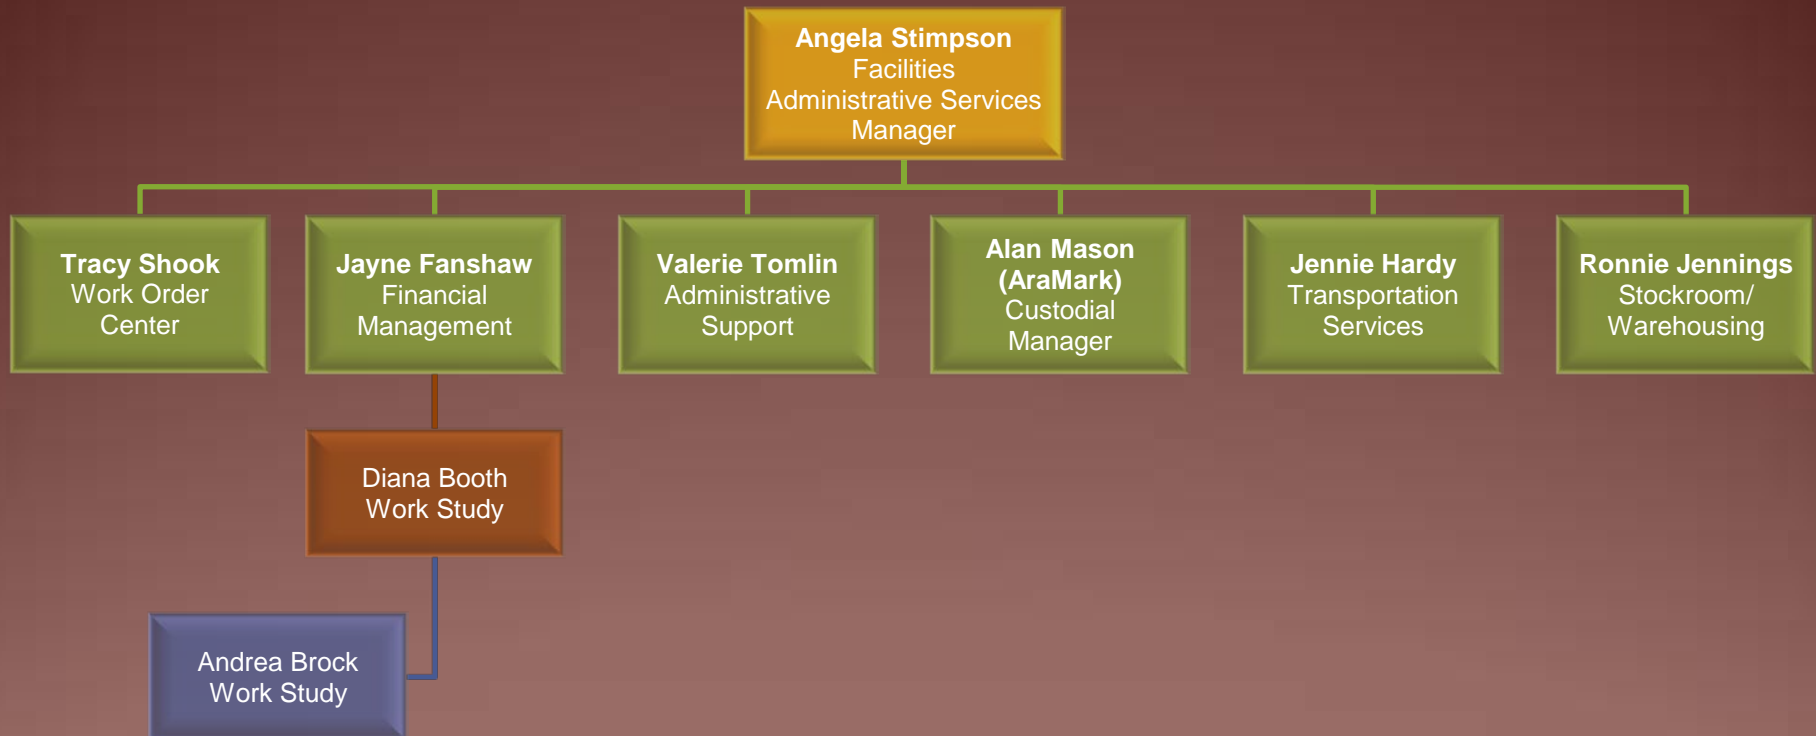 Angela Stimpson
Facilities
Administrative Services
Manager
Tracy Shook
Work Order
Center
Jayne Fanshaw
Financial
Management
Valerie Tomlin
Administrative
Support
Alan Mason
(AraMark)
Custodial
Manager
Jennie Hardy
Transportation
Services
Ronnie Jennings
Stockroom/
Warehousing
Diana Booth
Work Study
Andrea Brock
Work Study